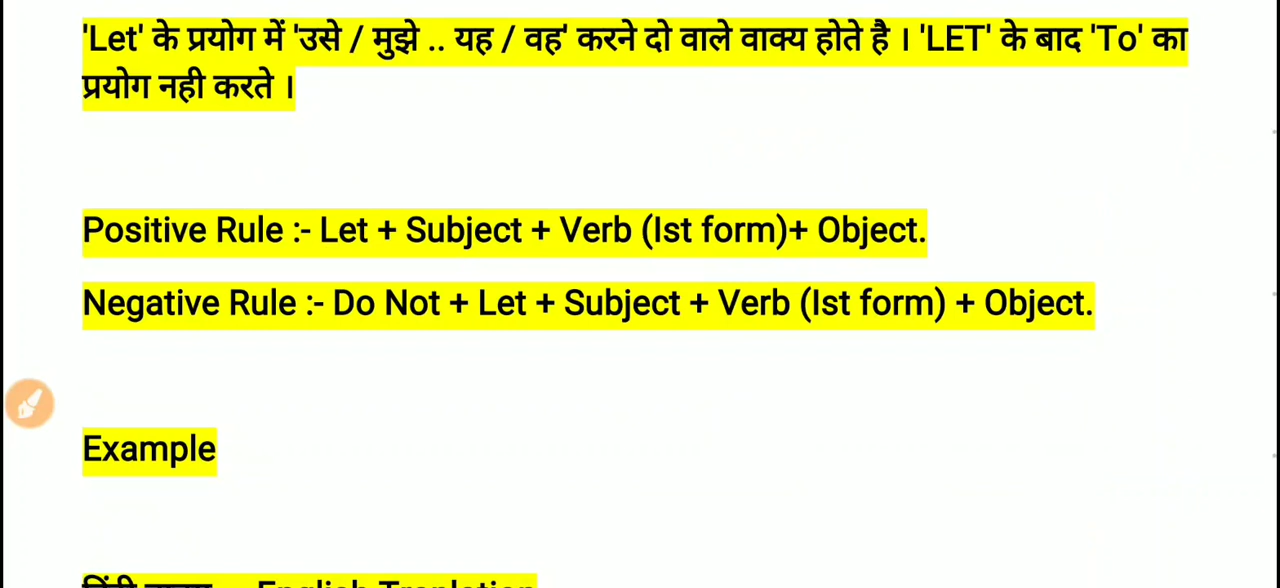 'Let' के प्रयोग में 'उसे / मुझे .. यह / वह' करने दो वाले वाक्य होते है । 'LET' के बाद 'To' का
प्रयोग नही करते ।
Positive Rule :- Let + Subject + Verb (Ist form)+ Object.
Negative Rule :- Do Not + Let + Subject + Verb (Ist form) + Object.
Example
English